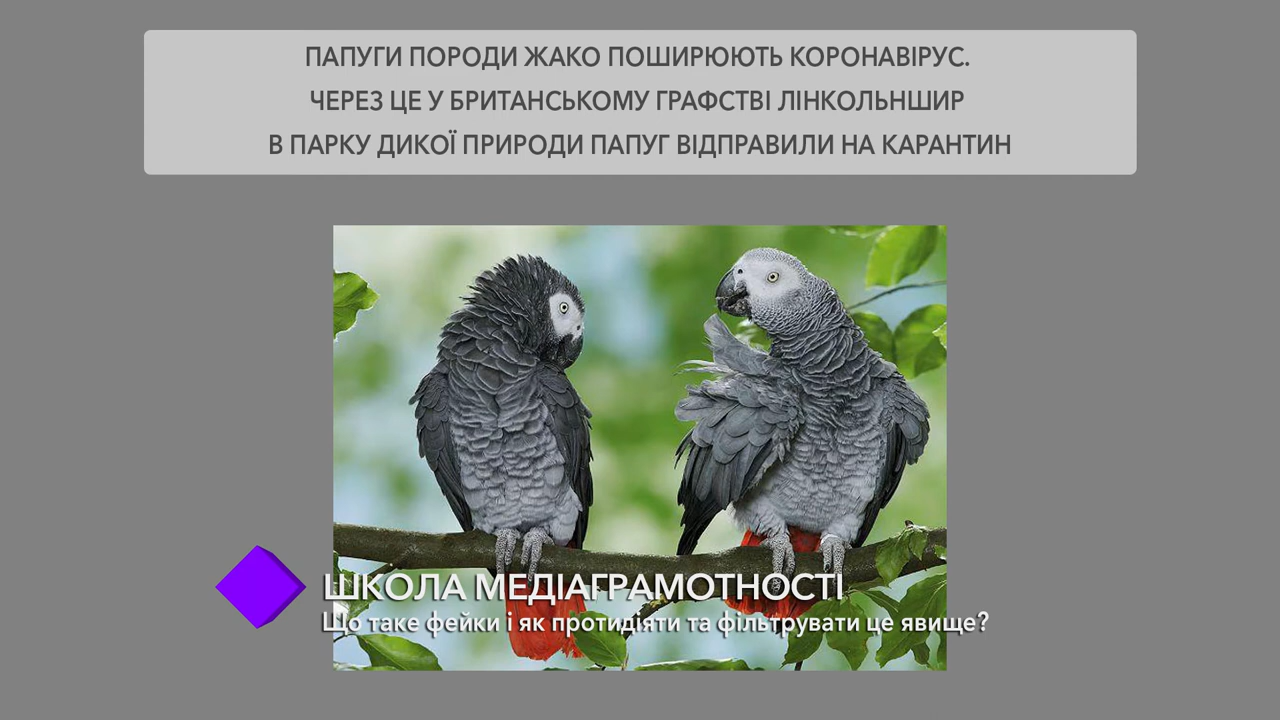 ПАПУГИ ПОРОДИ ЖАКО ПОШИРЮЮТЬ КОРОНАВІРУС.
ЧЕРЕЗ ЦЕ У БРИТАНСЬКОМУ ГРАФСТВІ ЛІНКОЛЬНШИР
В ПАРКУ ДИКОЇ ПРИРОДИ ПАПУГ ВІДПРАВИЛИ НА КАРАНТИН
ШКОЛА МЕДІАГРАМОТНОСТІ
Що таке фейки і як протидіяти та фільтрувати це явище?